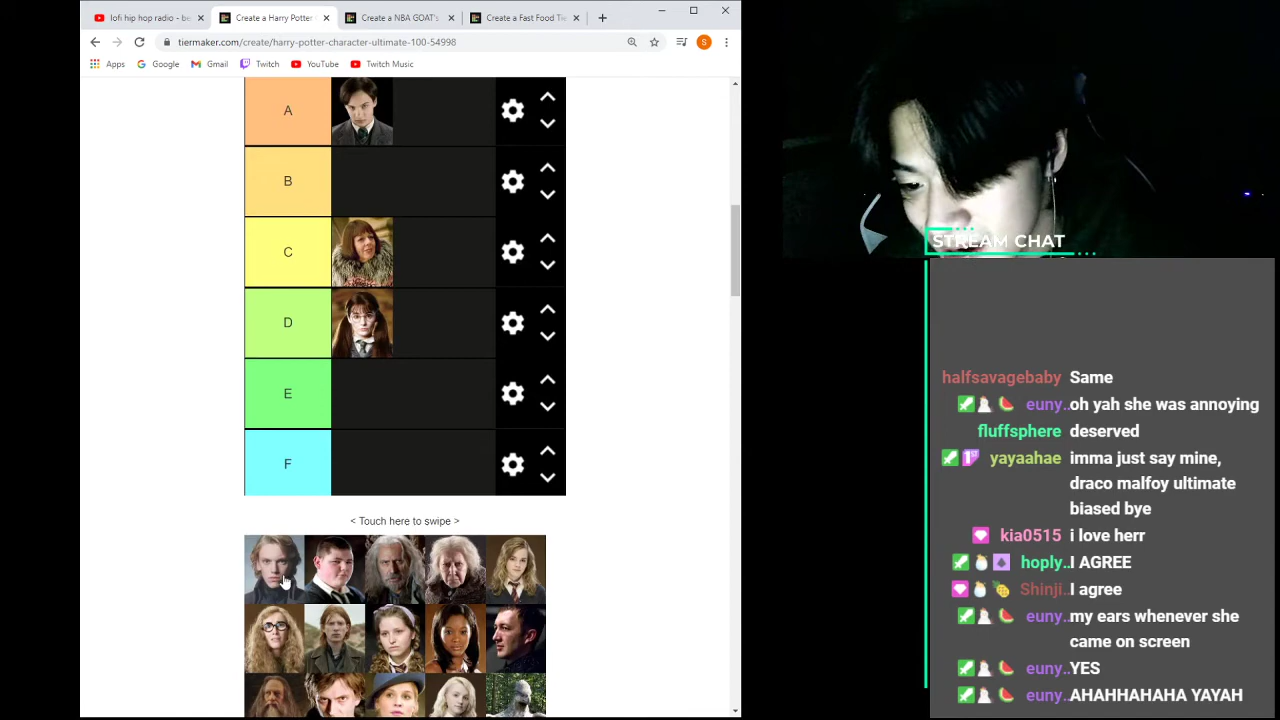 lofi hip hop radio - be
Create a Harry Potter
Create a NBA GOAT's
Create a Fast Food Tie
tiermaker.com/create/harry-potter-character-ultimate-100-54998
S
Apps
Google
Gmail
Twitch
YouTube
Twitch Music
A
B
C
D
E
F
< Touch here to swipe >
STREAM CHAT
halfsavagebaby Same
euny.. oh yah she was annoying
fluffsphere deserved
yayaahae imma just say mine,
draco malfoy ultimate
biased bye
kia0515 i love herr
hoply.. I AGREE
Shinji.. I agree
euny.. my ears whenever she
came on screen
euny.. YES
euny.. AHAHHAHAHA YAYAH